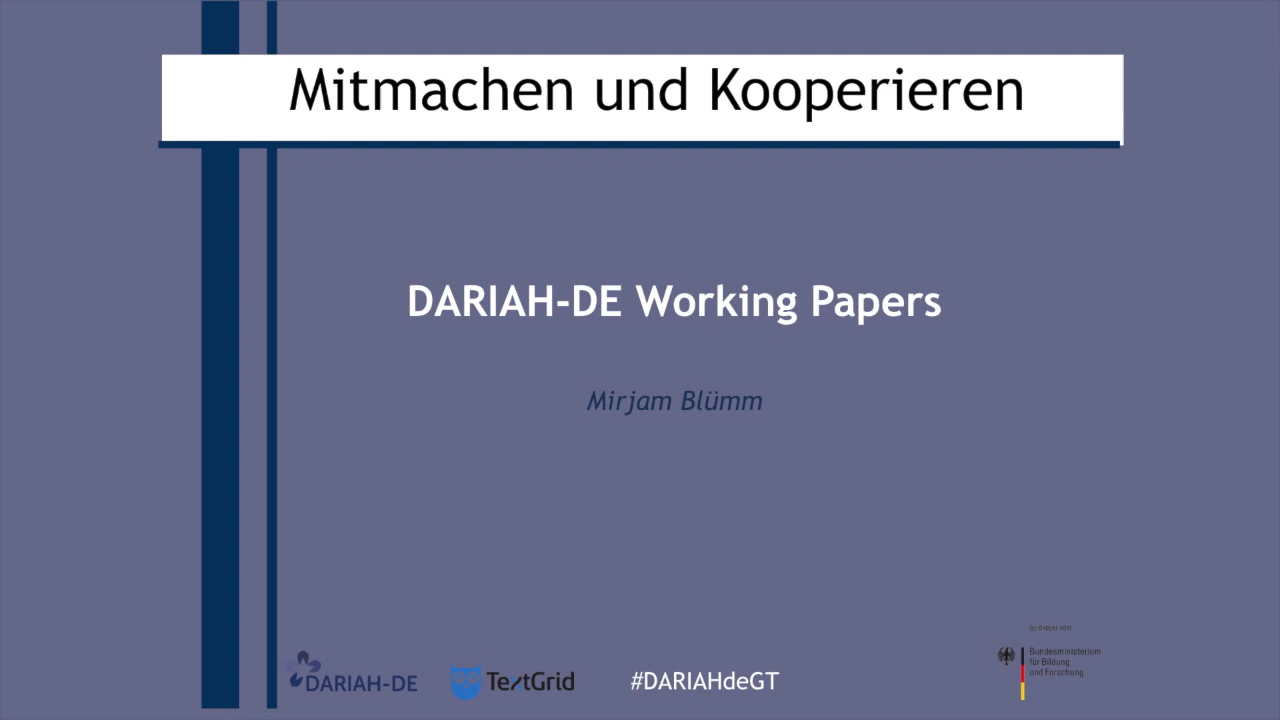 Mitmachen und Kooperieren
DARIAH-DE Working Papers
Mirjam Blümm
DARIAH-DE
TextGrid
#DARIAHdeGT
Bundesministerium
für Bildung
und Forschung